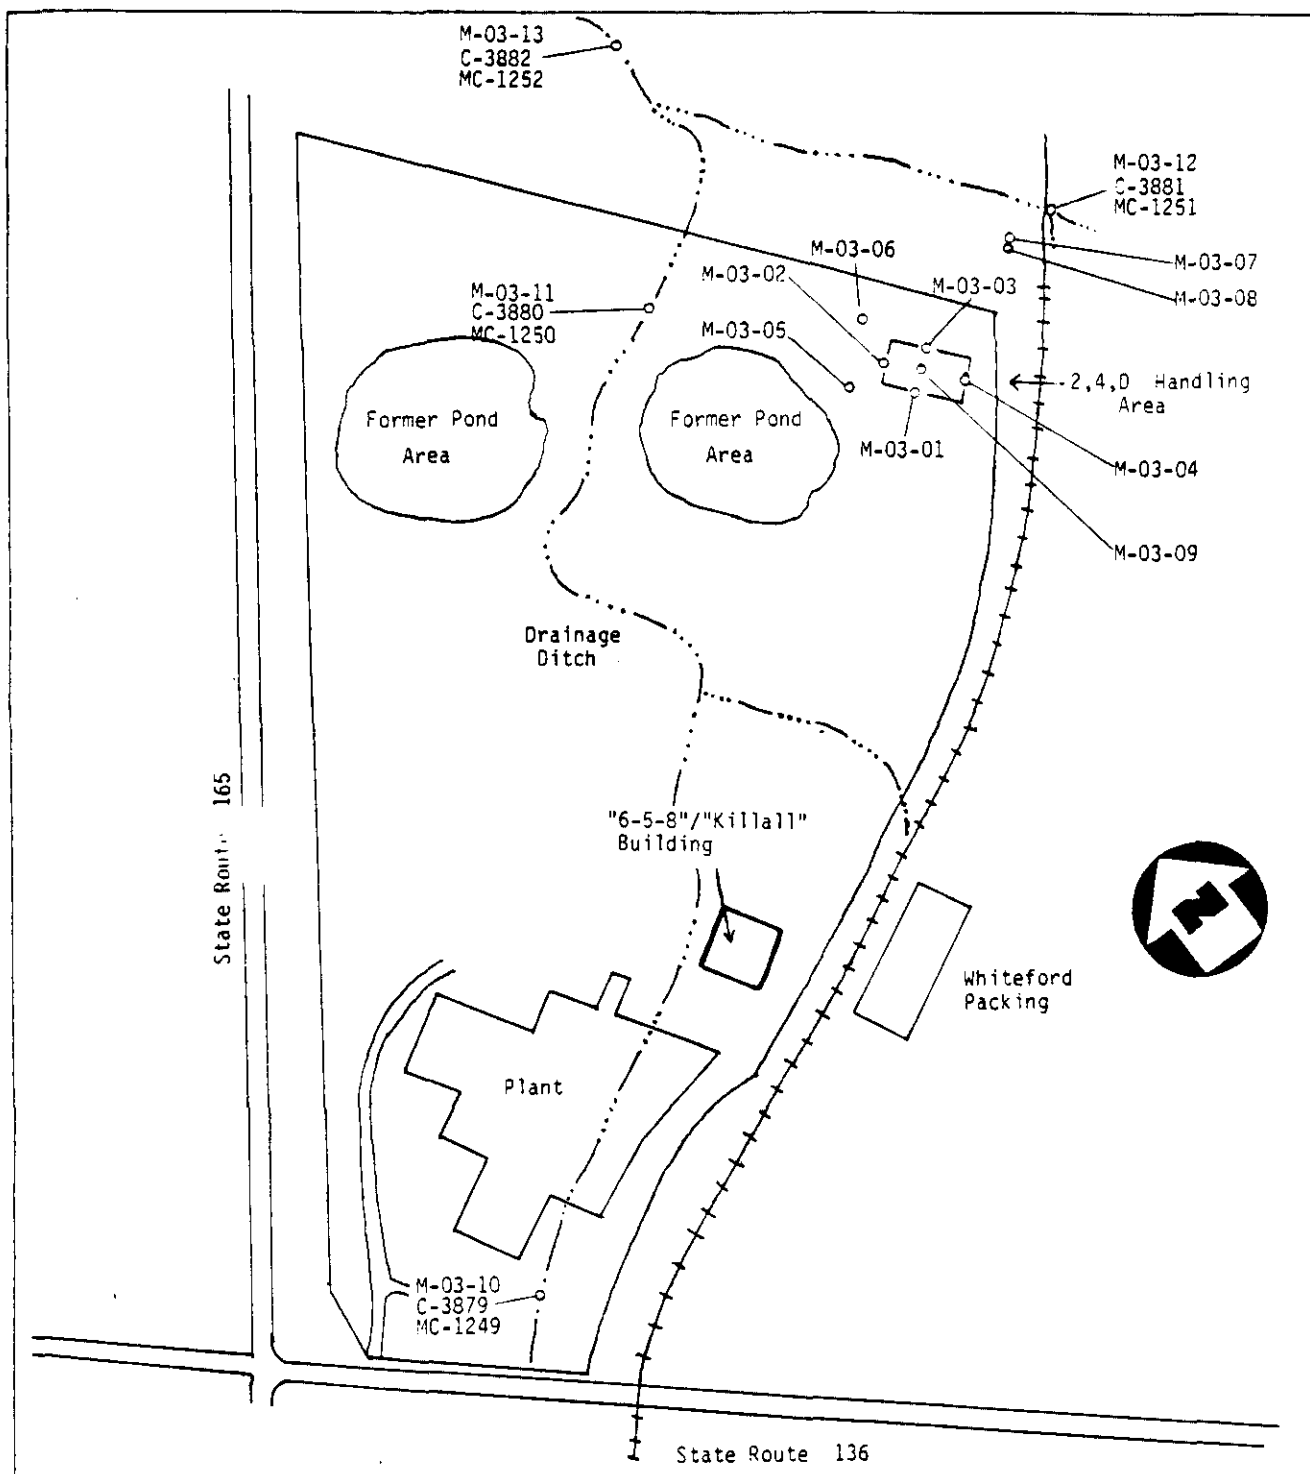 M-03-13
C-3882
MC-1252
M-03-12
C-3881
MC-1251
M-03-06
M-03-07
M-03-02
M-03-03
M-03-08
M-03-11
C-3880
MC-1250
M-03-05
2,4,D Handling
Area
Former Pond
Area
Former Pond
Area
M-03-01
M-03-04
M-03-09
Drainage
Ditch
State Rout 165
"6-5-8"/"Killall"
Building
N
Whiteford
Packing
Plant
M-03-10
C-3879
MC-1249
State Route 136